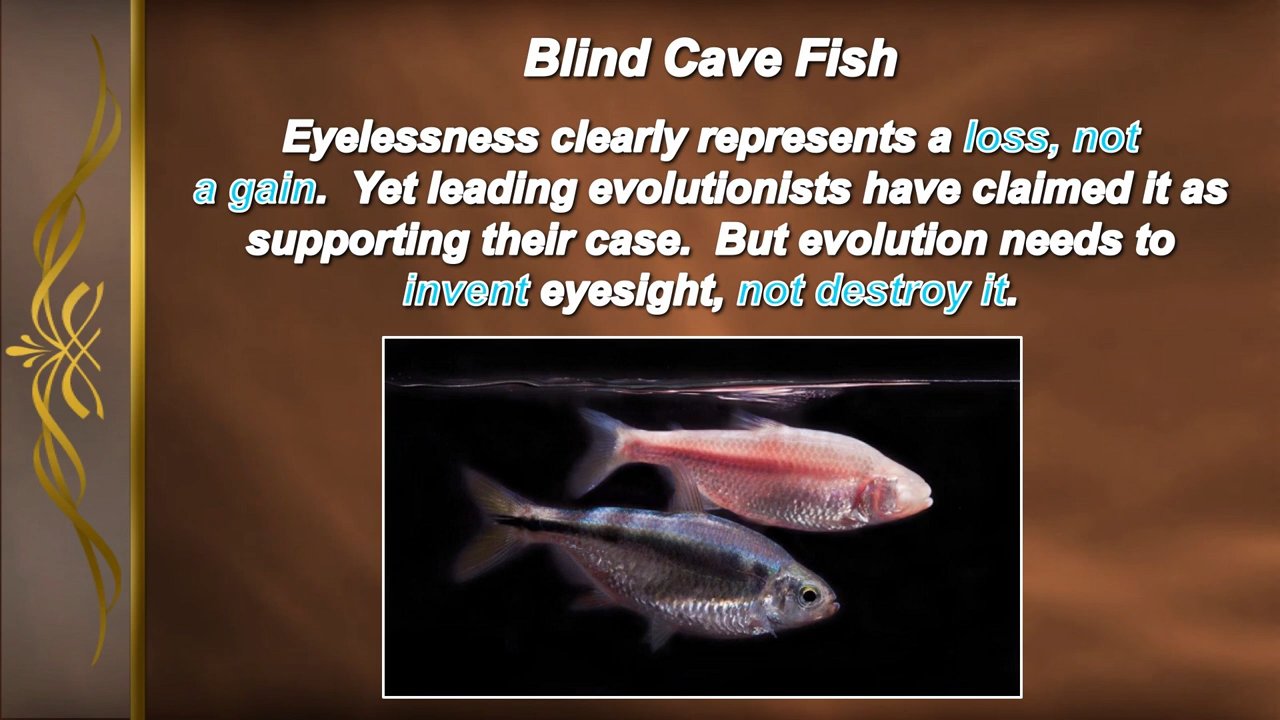 Blind Cave Fish
Eyelessness clearly represents a loss, not
a gain. Yet leading evolutionists have claimed it as
supporting their case. But evolution needs to
invent eyesight, not destroy it.